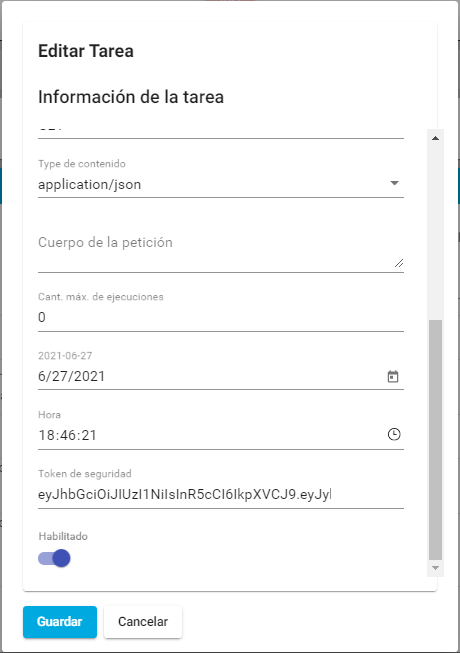 Editar Tarea
Información de la tarea
Type de contenido
application/json
Cuerpo de la petición
Cant. máx. de ejecuciones
0
2021-06-27
6/27/2021
Hora
18:46:21
Token de seguridad
eyJhbGciOiJIUzI1NiIsInR5cCI6IkpXVCJ9.eyJyl
Habilitado
Guardar Cancelar